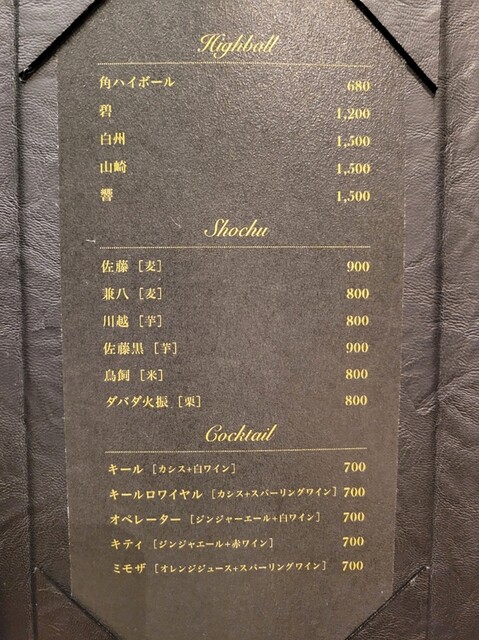 Highball
角ハイボール 680
碧 1,200
白州 1,500
山崎 1,500
響 1,500
Shochu
佐藤 [麦] 900
兼八 [麦] 800
川越 [芋] 800
佐藤黒 [芋] 900
鳥飼 [米] 800
ダバダ火振 [栗] 800
Cocktail
キール [カシス+白ワイン] 700
キールロワイヤル [カシス+スパーリングワイン] 700
オペレーター [ジンジャーエール+白ワイン] 700
キティ [ジンジャエール+赤ワイン] 700
ミモザ [オレンジジュース+スパーリングワイン] 700